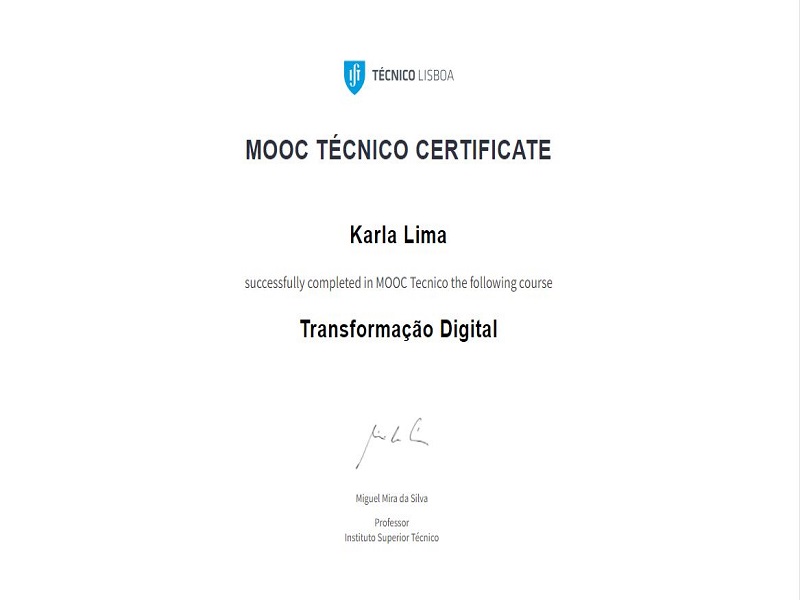 TÉCNICO LISBOA
MOOC TÉCNICO CERTIFICATE
Karla Lima
successfully completed in MOOC Tecnico the following course
Transformação Digital
Miguel Mira da Silva
Professor
Instituto Superior Técnico